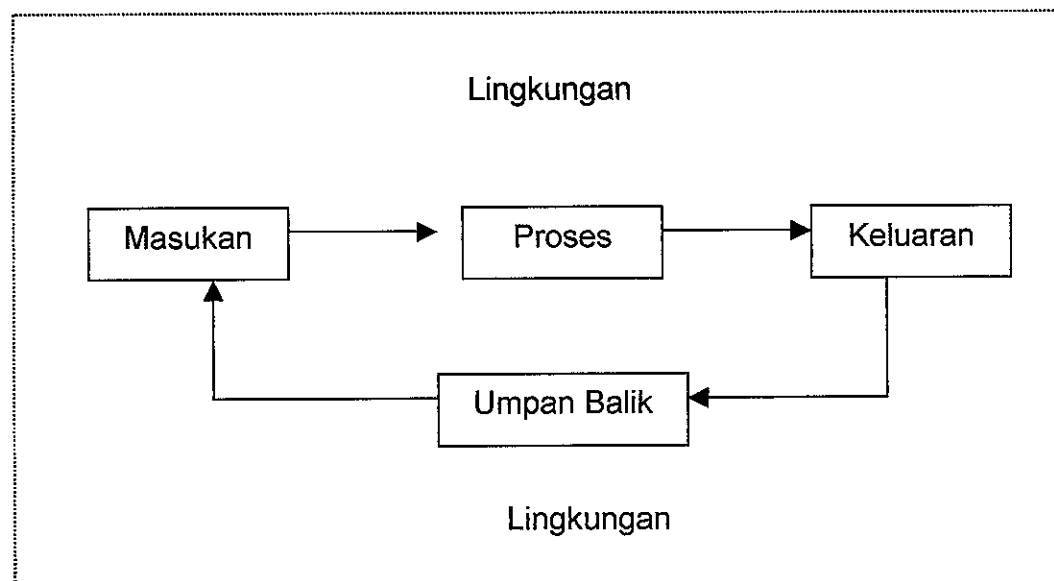 Lingkungan
Masukan
Proses
Keluaran
Umpan Balik
Lingkungan